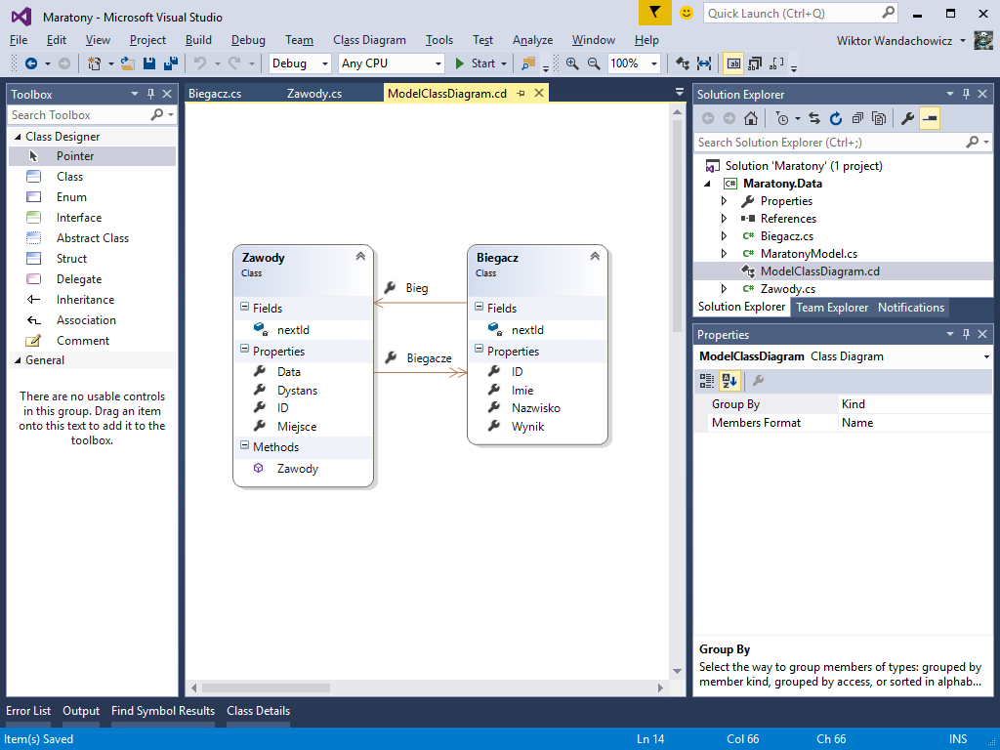 Maratony - Microsoft Visual Studio
Quick Launch (Ctrl+Q)
File Edit View Project Build Debug Team Class Diagram Tools Test Analyze Window Help
Wiktor Wandachowicz
Debug Any CPU Start 100%
Toolbox
Search Toolbox
Class Designer
Pointer
Class
Enum
Interface
Abstract Class
Struct
Delegate
Inheritance
Association
Comment
General
There are no usable controls
in this group. Drag an item
onto this text to add it to the
toolbox.
Biegacz.cs Zawody.cs ModelClassDiagram.cd
Zawody
Class
Fields
nextId
Properties
Data
Dystans
ID
Miejsce
Methods
Zawody
Bieg
Biegacze
Biegacz
Class
Fields
nextId
Properties
ID
Imie
Nazwisko
Wynik
Solution Explorer
Search Solution Explorer (Ctrl+;)
Solution 'Maratony' (1 project)
C# Maratony.Data
Properties
References
C# Biegacz.cs
C# MaratonyModel.cs
ModelClassDiagram.cd
C# Zawody.cs
Solution Explorer Team Explorer Notifications
Properties
ModelClassDiagram Class Diagram
Group By Kind
Members Format Name
Group By
Select the way to group members of types: grouped by
member kind, grouped by access, or sorted in alphab...
Error List Output Find Symbol Results Class Details
Item(s) Saved Ln 14 Col 66 Ch 66 INS